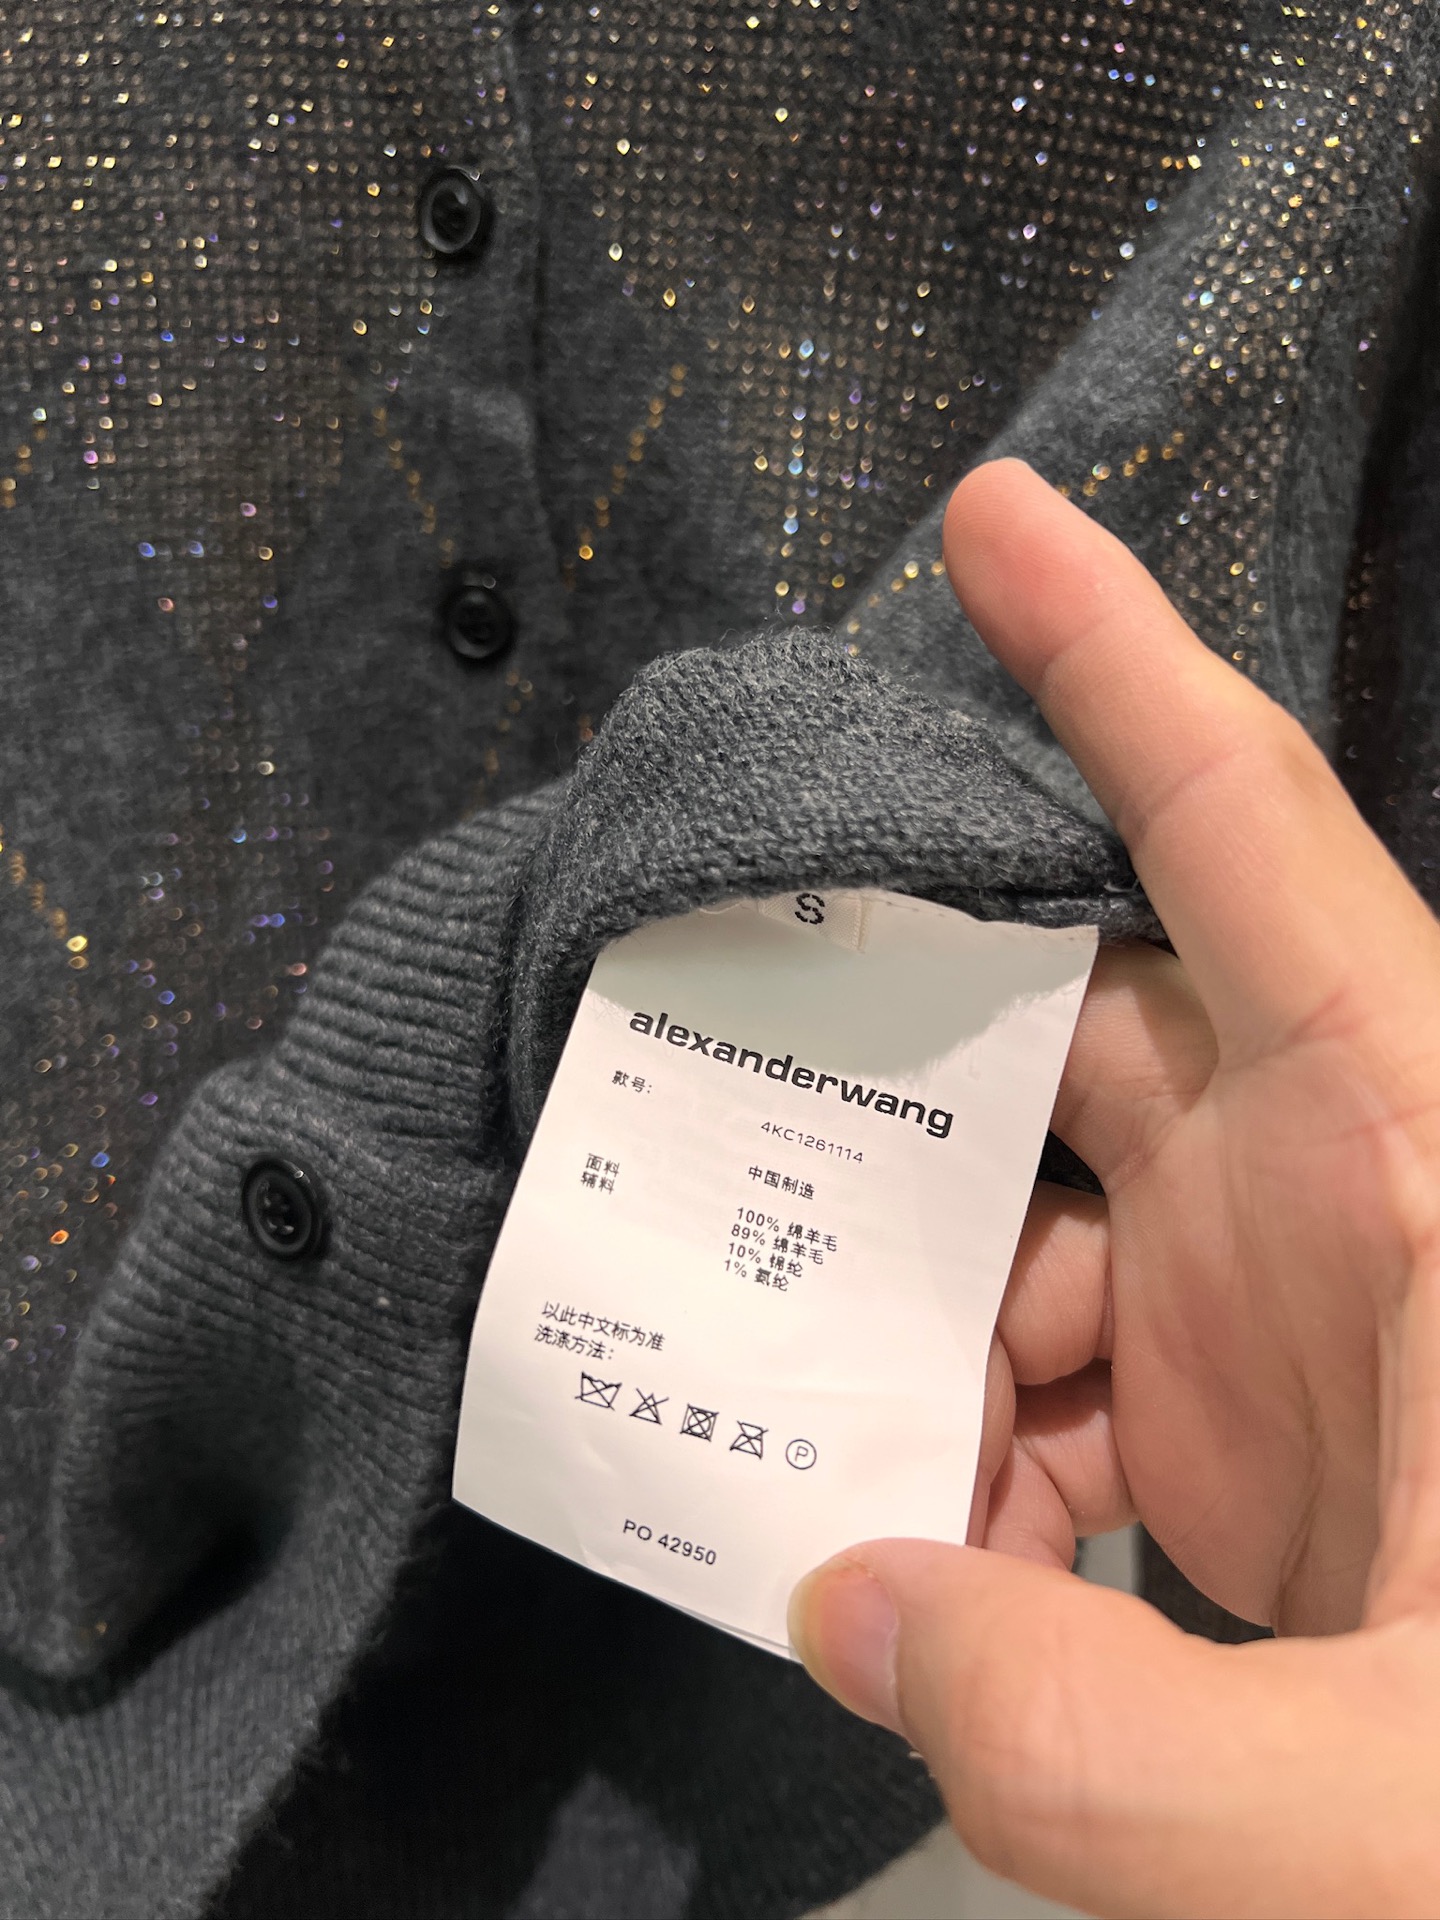 S
alexanderwang
款号:
4KC1261114
中国制造
面料
辅料
100% 绵羊毛
89% 绵羊毛
10% 锦纶
1% 氨纶
以此中文标为准
洗涤方法:
P
PO 42950